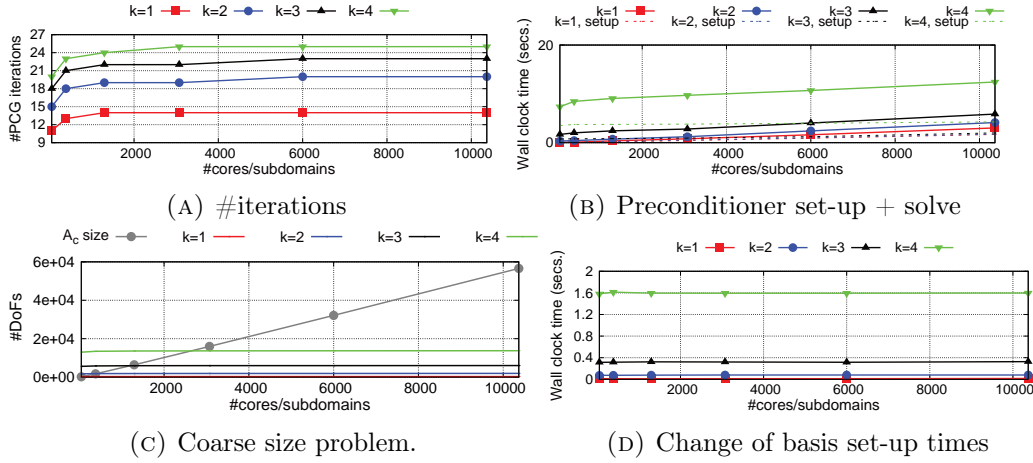 k=1 k=2 k=3 k=4
#PCG iterations
27
24
21
18
15
12
9
2000 4000 6000 8000 10000
#cores/subdomains
(A) #iterations
k=1 k=2 k=3 k=4
k=1, setup k=2, setup k=3, setup k=4, setup
Wall clock time (secs.)
20
0
2000 4000 6000 8000 10000
#cores/subdomains
(B) Preconditioner set-up + solve
A_c size k=1 k=2 k=3 k=4
#DoFs
6e+04
4e+04
2e+04
0e+00
2000 4000 6000 8000 10000
#cores/subdomains
(C) Coarse size problem.
k=1 k=2 k=3 k=4
Wall clock time (secs.)
2
1.6
1.2
0.8
0.4
0
2000 4000 6000 8000 10000
#cores/subdomains
(D) Change of basis set-up times